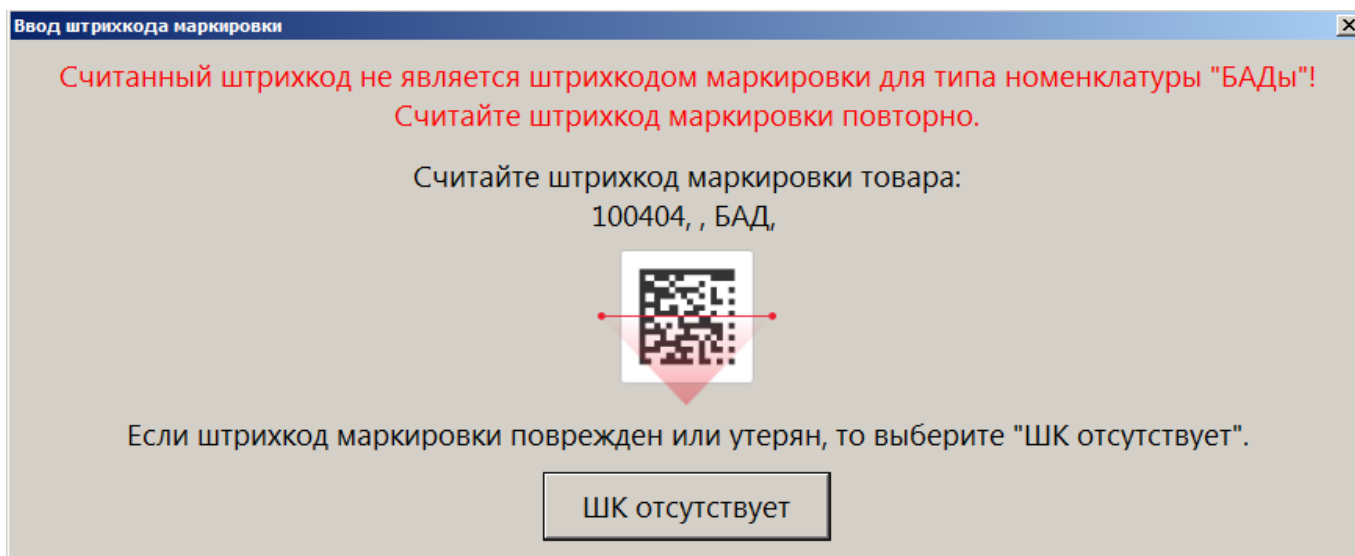 Ввод штрихкода маркировки
Считанный штрихкод не является штрихкодом маркировки для типа номенклатуры "БАДы"!
Считайте штрихкод маркировки повторно.
Считайте штрихкод маркировки товара:
100404, , БАД,
Если штрихкод маркировки поврежден или утерян, то выберите "ШК отсутствует".
ШК отсутствует